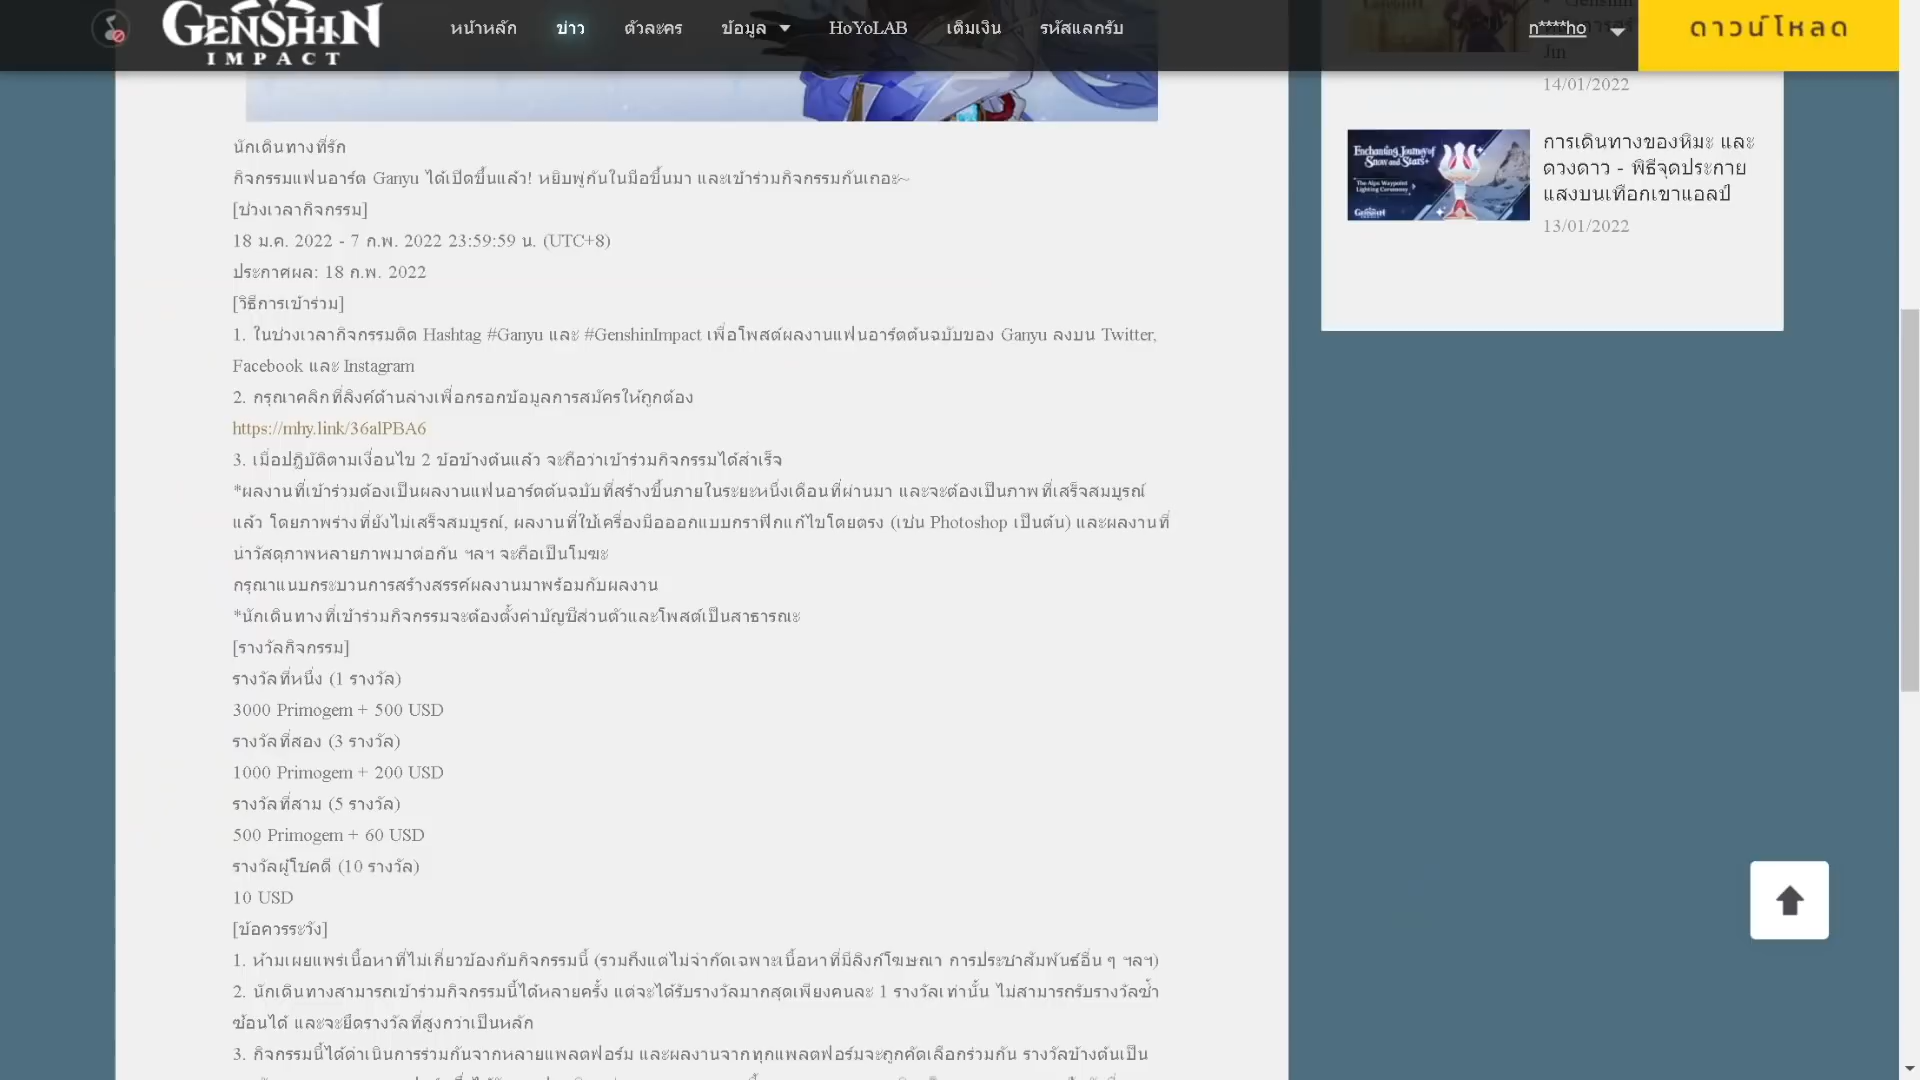 GENSHIN
IMPACT
หน้าหลัก
ข่าว
ตัวละคร
ข้อมูล
HoYoLAB
เติมเงิน
รหัสแลกรับ
n****ho
ดาวน์โหลด
Jin
14/01/2022
Enchanting Journey of
Snow and Stars
The Alps Waypoint
Lighting Ceremony
GENSHIN
การเดินทางของหิมะ และ
ดวงดาว - พิธีจุดประกาย
แสงบนเทือกเขาแอลป์
13/01/2022
นักเดินทางที่รัก
กิจกรรมแฟนอาร์ต Ganyu ได้เปิดขึ้นแล้ว! หยิบพู่กันในมือขึ้นมา และเข้าร่วมกิจกรรมกันเถอะ~
[ช่วงเวลากิจกรรม]
18 ม.ค. 2022 - 7 ก.พ. 2022 23:59:59 น. (UTC+8)
ประกาศผล: 18 ก.พ. 2022
[วิธีการเข้าร่วม]
1. ในช่วงเวลากิจกรรมติด Hashtag #Ganyu และ #GenshinImpact เพื่อโพสต์ผลงานแฟนอาร์ตต้นฉบับของ Ganyu ลงบน Twitter,
Facebook และ Instagram
2. กรุณาคลิกที่ลิงค์ด้านล่างเพื่อกรอกข้อมูลการสมัครให้ถูกต้อง
https://mhy.link/36alPBA6
3. เมื่อปฏิบัติตามเงื่อนไข 2 ข้อข้างต้นแล้ว จะถือว่าเข้าร่วมกิจกรรมได้สำเร็จ
*ผลงานที่เข้าร่วมต้องเป็นผลงานแฟนอาร์ตต้นฉบับที่สร้างขึ้นภายในระยะหนึ่งเดือนที่ผ่านมา และจะต้องเป็นภาพที่เสร็จสมบูรณ์
แล้ว โดยภาพร่างที่ยังไม่เสร็จสมบูรณ์, ผลงานที่ใช้เครื่องมือออกแบบกราฟิกแก้ไขโดยตรง (เช่น Photoshop เป็นต้น) และผลงานที่
นำวัสดุภาพหลายภาพมาต่อกัน ฯลฯ จะถือเป็นโมฆะ
กรุณาแนบกระบวนการสร้างสรรค์ผลงานมาพร้อมกับผลงาน
*นักเดินทางที่เข้าร่วมกิจกรรมจะต้องตั้งค่าบัญชีส่วนตัวและโพสต์เป็นสาธารณะ
[รางวัลกิจกรรม]
รางวัลที่หนึ่ง (1 รางวัล)
3000 Primogem + 500 USD
รางวัลที่สอง (3 รางวัล)
1000 Primogem + 200 USD
รางวัลที่สาม (5 รางวัล)
500 Primogem + 60 USD
รางวัลผู้โชคดี (10 รางวัล)
10 USD
[ข้อควรระวัง]
1. ห้ามเผยแพร่เนื้อหาที่ไม่เกี่ยวข้องกับกิจกรรมนี้ (รวมถึงแต่ไม่จำกัดเฉพาะเนื้อหาที่มีลิงก์โฆษณา การประชาสัมพันธ์อื่น ๆ ฯลฯ)
2. นักเดินทางสามารถเข้าร่วมกิจกรรมนี้ได้หลายครั้ง แต่จะได้รับรางวัลมากสุดเพียงคนละ 1 รางวัลเท่านั้น ไม่สามารถรับรางวัลซ้ำ
ซ้อนได้ และจะยึดรางวัลที่สูงกว่าเป็นหลัก
3. กิจกรรมนี้ได้ดำเนินการร่วมกันจากหลายแพลตฟอร์ม และผลงานจากทุกแพลตฟอร์มจะถูกคัดเลือกร่วมกัน รางวัลข้างต้นเป็น